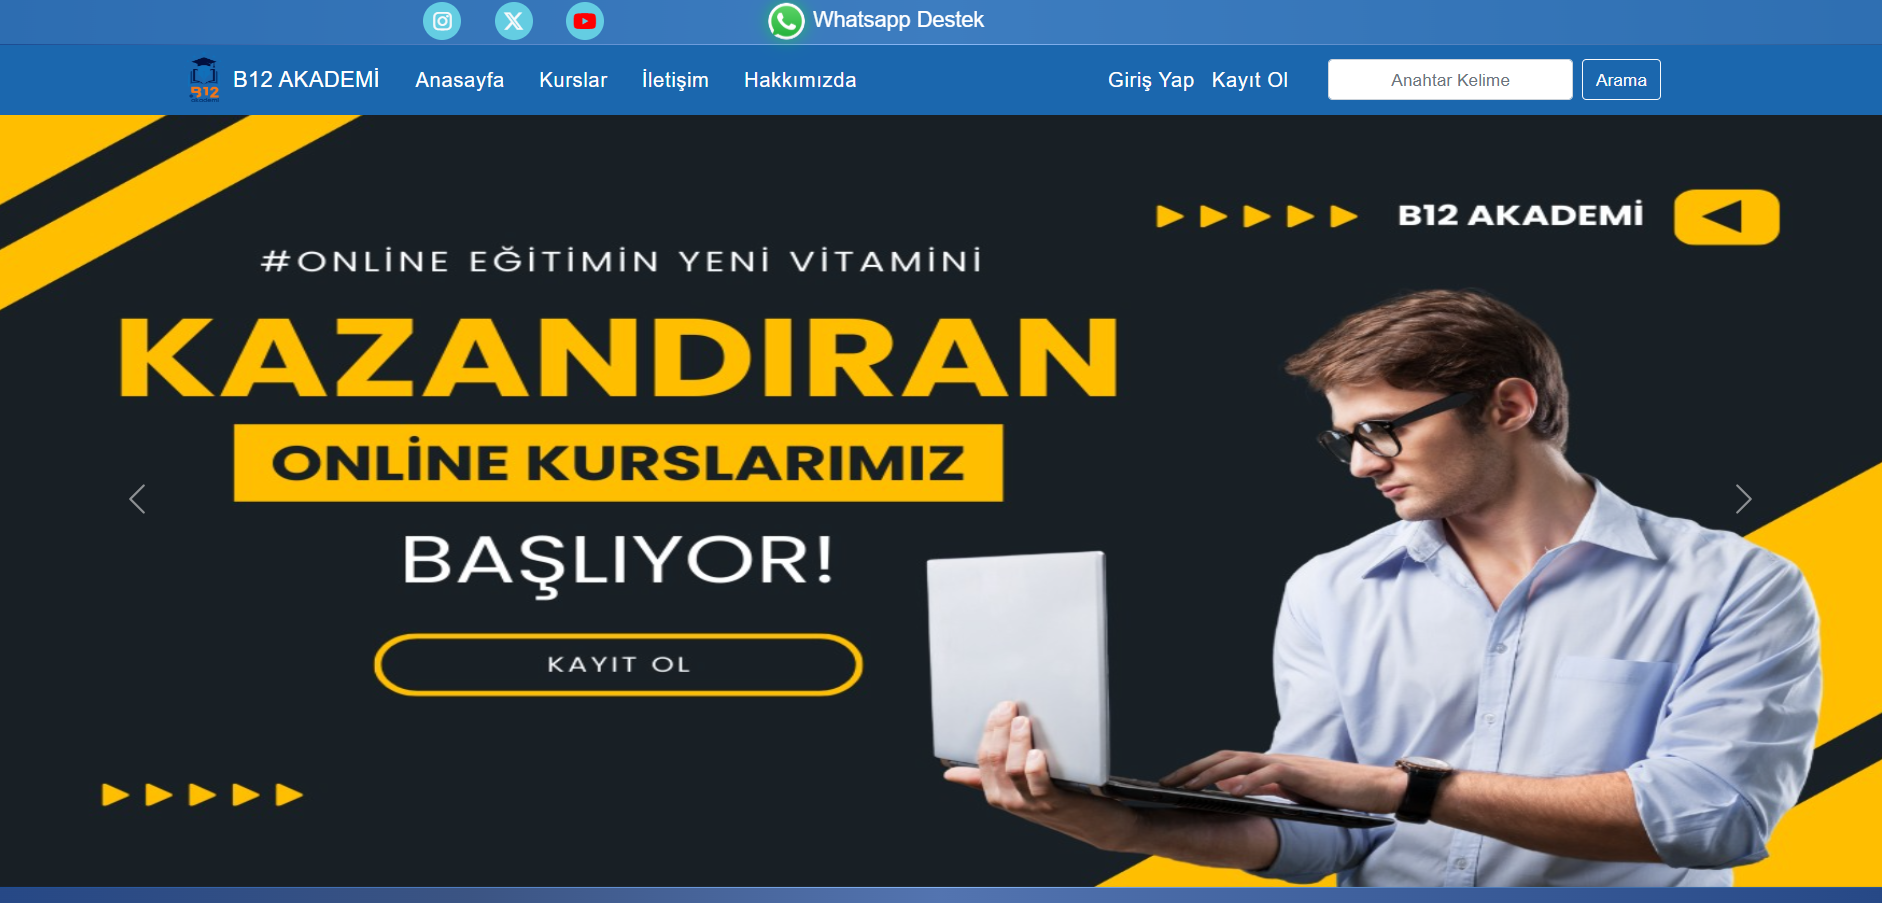 Whatsapp Destek
B12 AKADEMİ Anasayfa Kurslar İletişim Hakkımızda Giriş Yap Kayıt Ol Anahtar Kelime Arama
B12
B12 AKADEMİ
#ONLİNE EĞİTİMİN YENİ VİTAMİNİ
KAZANDIRAN
ONLİNE KURSLARIMIZ
BAŞLIYOR!
KAYIT OL